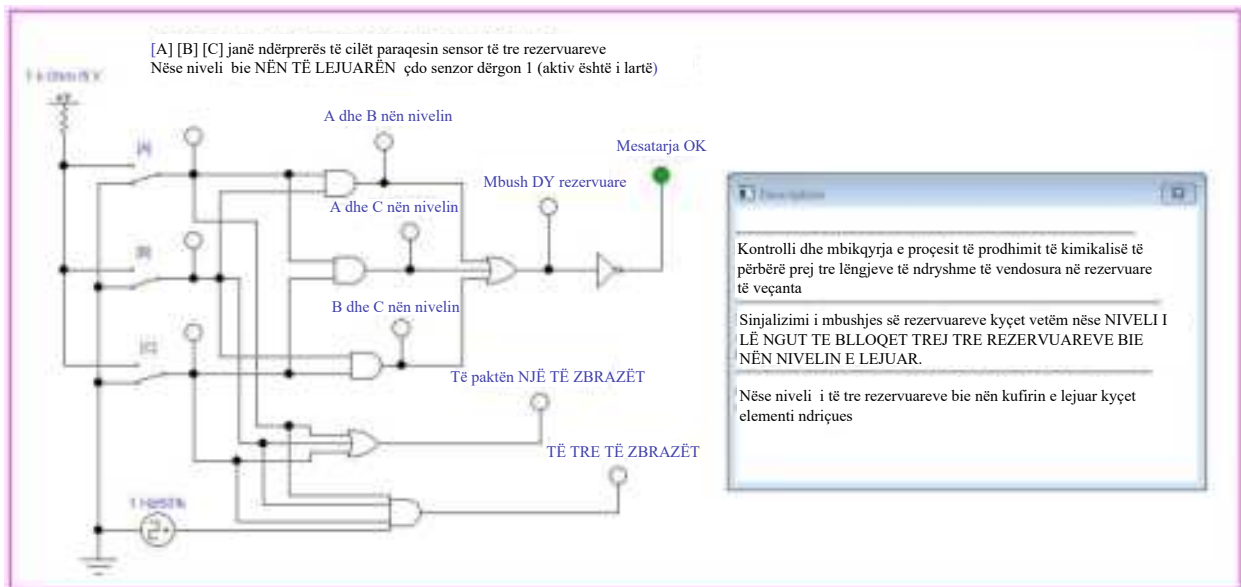 [A] [B] [C] janë ndërprerës të cilët paraqesin sensor të tre rezervuareve
Nëse niveli bie NËN TË LEJUARËN çdo senzor dërgon 1 (aktiv është i lartë)
A dhe B nën nivelin
Mesatarja OK
[A]
Mbush DY rezervuare
A dhe C nën nivelin
[B]
B dhe C nën nivelin
[C]
Të paktën NJË TË ZBRAZËT
TË TRE TË ZBRAZËT
Kontrolli dhe mbikqyrja e proçesit të prodhimit të kimikalisë të
përbërë prej tre lëngjeve të ndryshme të vendosura në rezervuare
të veçanta
Sinjalizimi i mbushjes së rezervuareve kyçet vetëm nëse NIVELI I
LË NGUT TE BLLOQET TREJ TRE REZERVUAREVE BIE
NËN NIVELIN E LEJUAR.
Nëse niveli i të tre rezervuareve bie nën kufirin e lejuar kyçet
elementi ndriçues